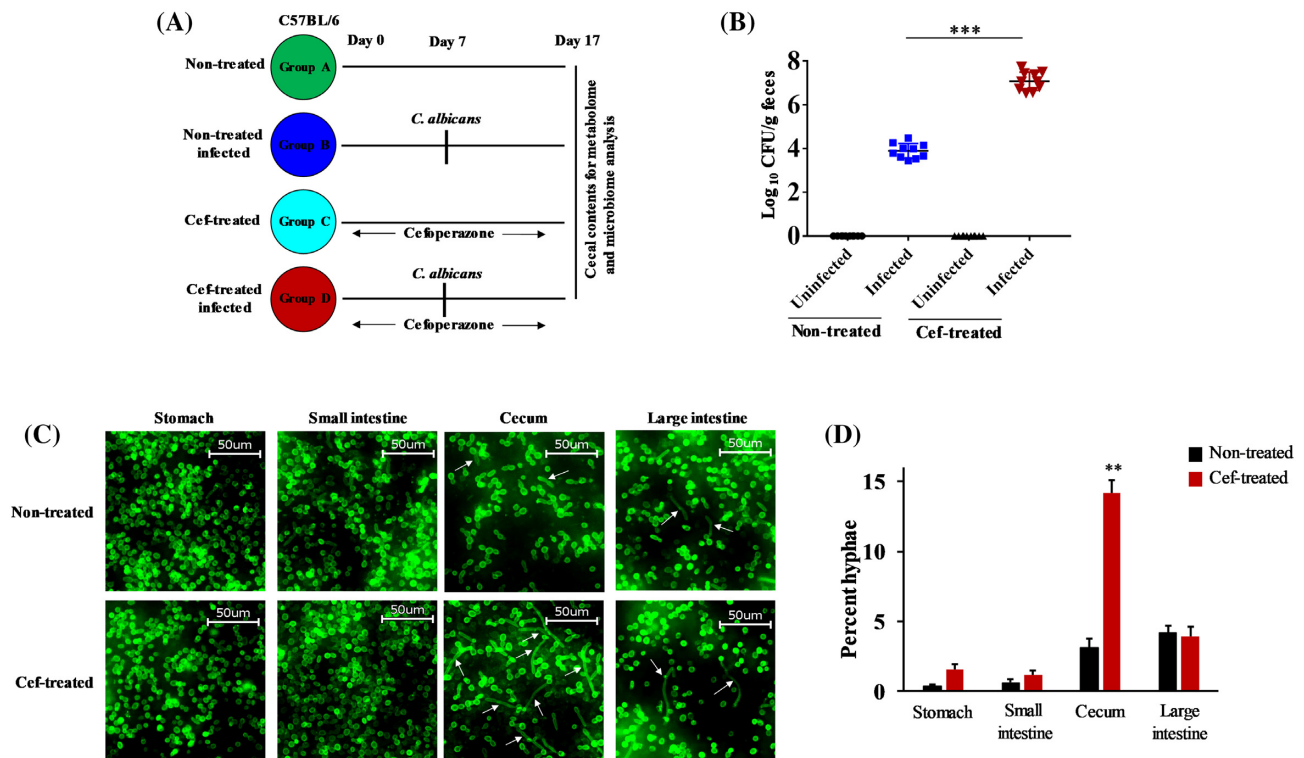 (A)
C57BL/6
Day 0
Day 7
Day 17
Non-treated
Group A
Non-treated
infected
Group B
C. albicans
Cef-treated
Group C
Cefoperazone
Cef-treated
infected
Group D
C. albicans
Cefoperazone
Cecal contents for metabolome
and microbiome analysis
(B)
***
Log10 CFU/g feces
8
6
4
2
0
Uninfected
Infected
Uninfected
Infected
Non-treated
Cef-treated
(C)
Stomach
Small intestine
Cecum
Large intestine
Non-treated
50um
50um
50um
50um
Cef-treated
50um
50um
50um
50um
(D)
Non-treated
Cef-treated
Percent hyphae
15
10
5
0
**
Stomach
Small
intestine
Cecum
Large
intestine